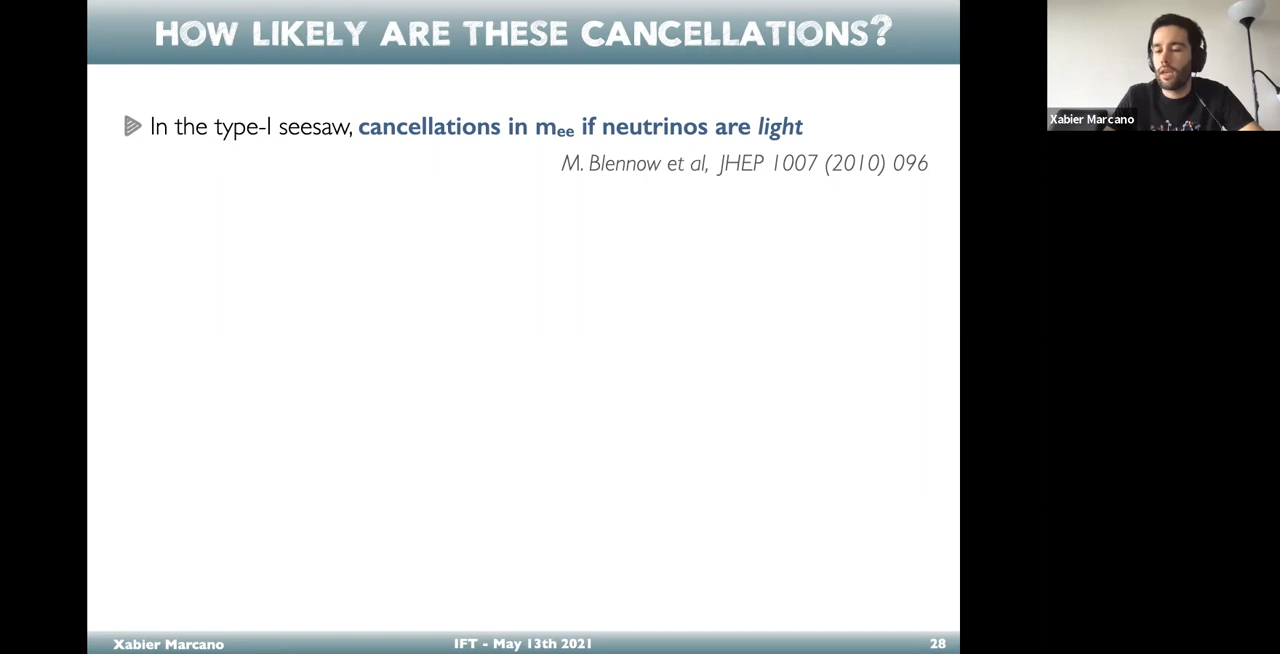 HOW LIKELY ARE THESE CANCELLATIONS?
In the type-I seesaw, cancellations in mee if neutrinos are light
M. Blennow et al, JHEP 1007 (2010) 096
Xabier Marcano
IFT - May 13th 2021
28
Xabier Marcano